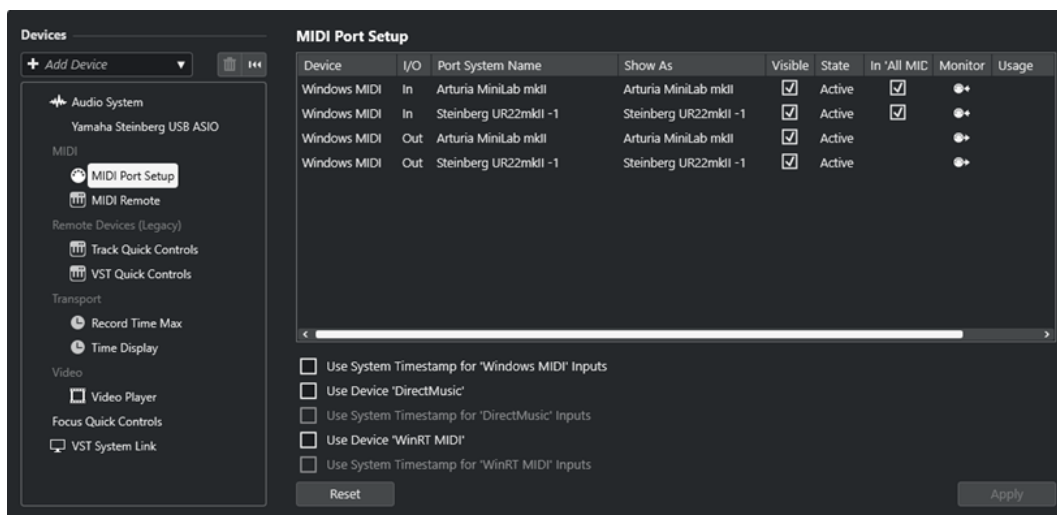 Devices
+ Add Device
Audio System
Yamaha Steinberg USB ASIO
MIDI
MIDI Port Setup
MIDI Remote
Remote Devices (Legacy)
Track Quick Controls
VST Quick Controls
Transport
Record Time Max
Time Display
Video
Video Player
Focus Quick Controls
VST System Link
MIDI Port Setup
Device I/O Port System Name Show As Visible State In 'All MID Monitor Usage
Windows MIDI In Arturia MiniLab mkII Arturia MiniLab mkII Active
Windows MIDI In Steinberg UR22mkII -1 Steinberg UR22mkII -1 Active
Windows MIDI Out Arturia MiniLab mkII Arturia MiniLab mkII Active
Windows MIDI Out Steinberg UR22mkII -1 Steinberg UR22mkII -1 Active
Use System Timestamp for 'Windows MIDI' Inputs
Use Device 'DirectMusic'
Use System Timestamp for 'DirectMusic' Inputs
Use Device 'WinRT MIDI'
Use System Timestamp for 'WinRT MIDI' Inputs
Reset
Apply